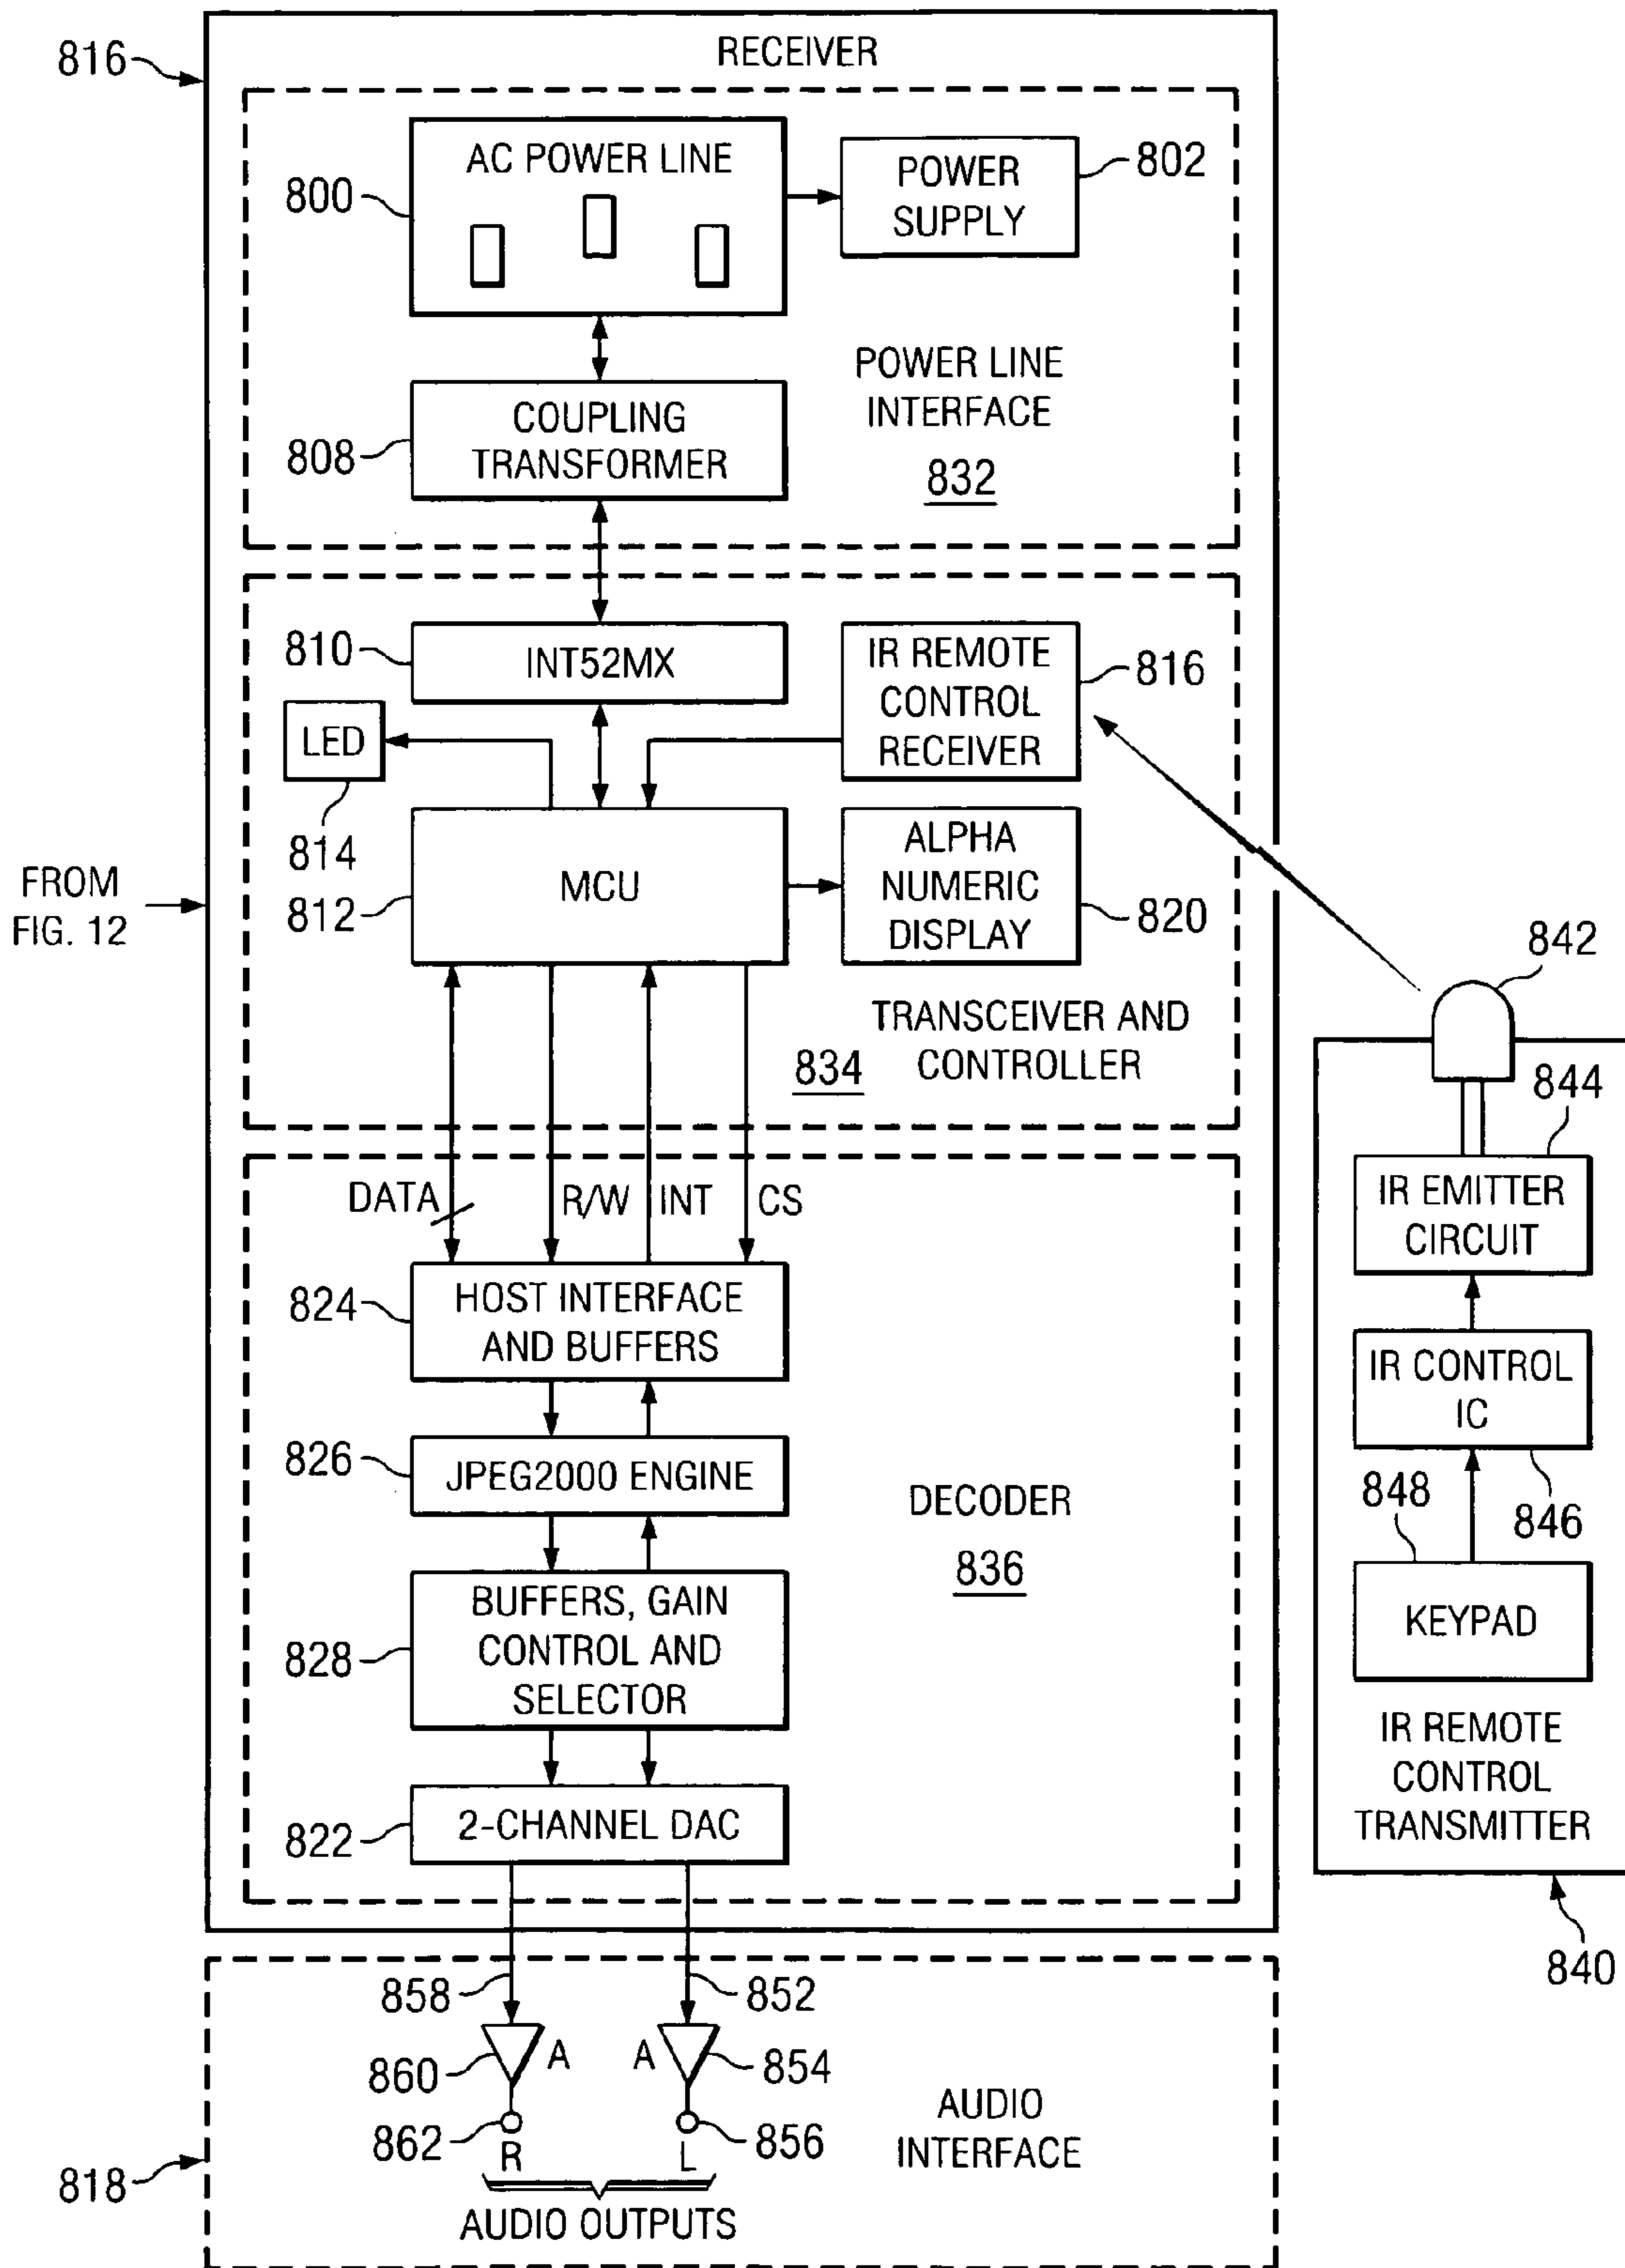 RECEIVER
816
AC POWER LINE
800
POWER
SUPPLY
802
POWER LINE
INTERFACE
832
COUPLING
TRANSFORMER
808
810
INT52MX
IR REMOTE
CONTROL
RECEIVER
816
LED
814
812
MCU
ALPHA
NUMERIC
DISPLAY
820
FROM
FIG. 12
TRANSCEIVER AND
CONTROLLER
834
DATA
R/W
INT
CS
824
HOST INTERFACE
AND BUFFERS
826
JPEG2000 ENGINE
DECODER
836
828
BUFFERS, GAIN
CONTROL AND
SELECTOR
822
2-CHANNEL DAC
842
844
IR EMITTER
CIRCUIT
IR CONTROL
IC
848
846
KEYPAD
IR REMOTE
CONTROL
TRANSMITTER
840
858
852
860
A
A
854
862
R
L
856
AUDIO
INTERFACE
818
AUDIO OUTPUTS